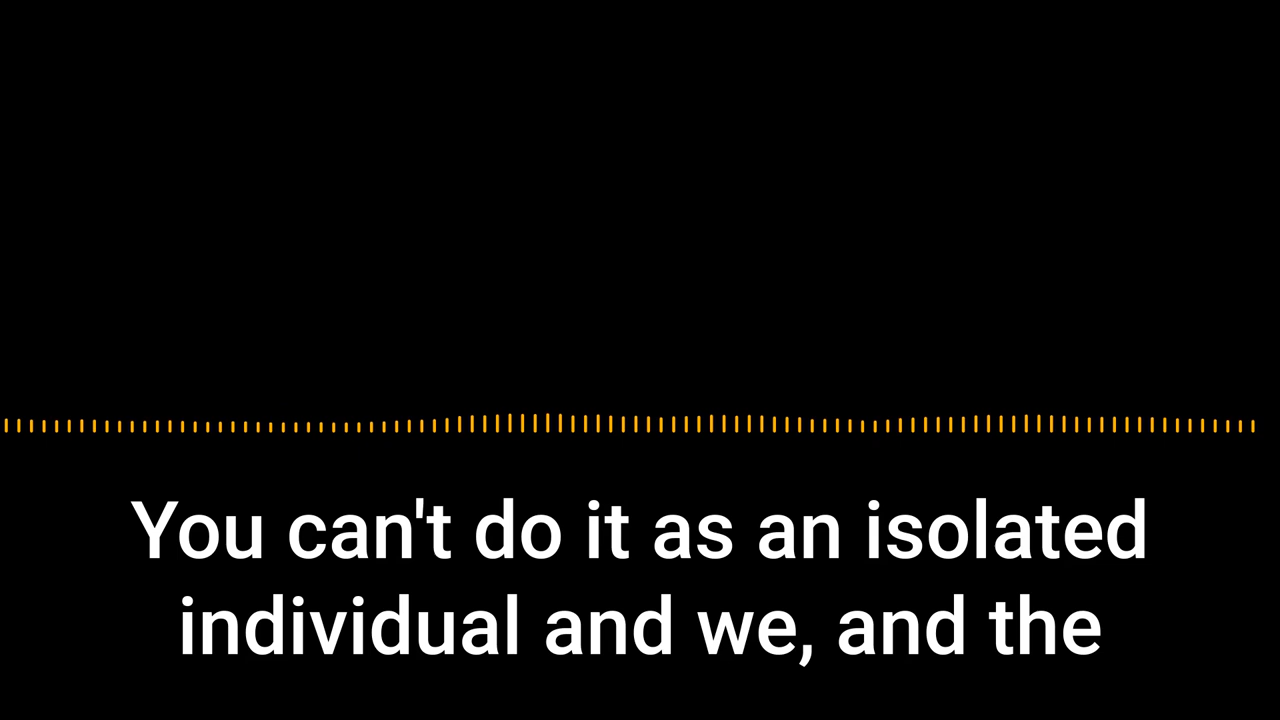 You can't do it as an isolated
individual and we, and the